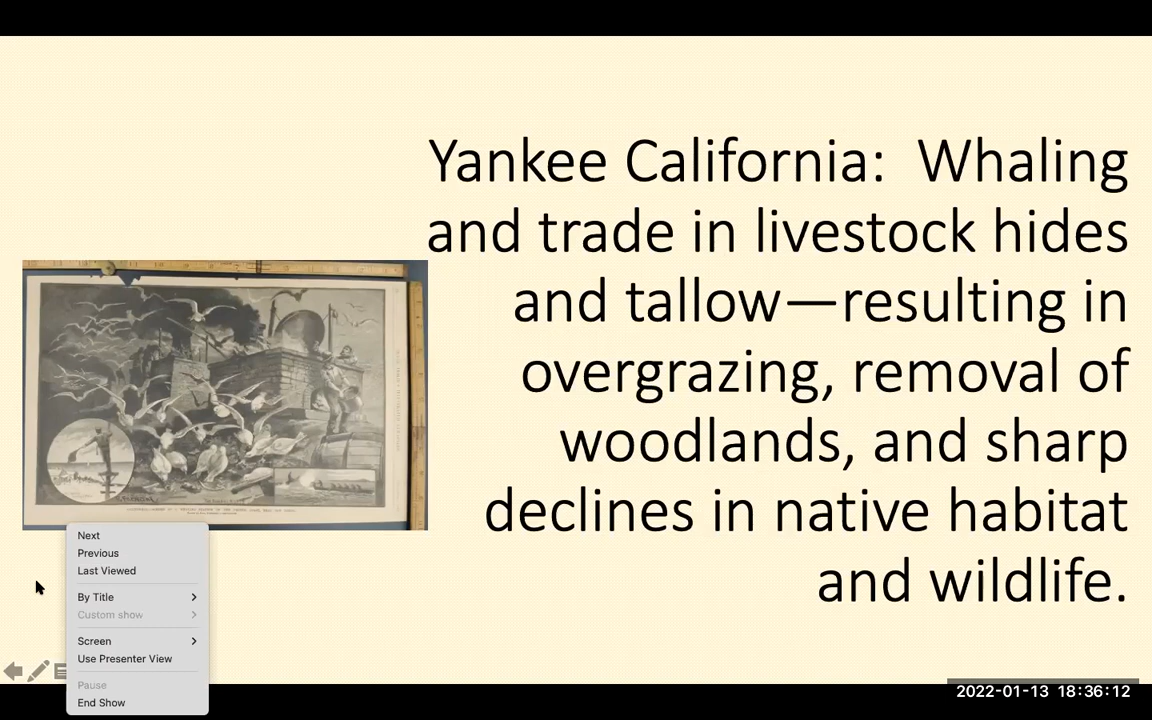 Yankee California:  Whaling
and trade in livestock hides
and tallow—resulting in
overgrazing, removal of
woodlands, and sharp
declines in native habitat
and wildlife.
Next
Previous
Last Viewed
By Title
Custom show
Screen
Use Presenter View
Pause
End Show
2022-01-13 18:36:12